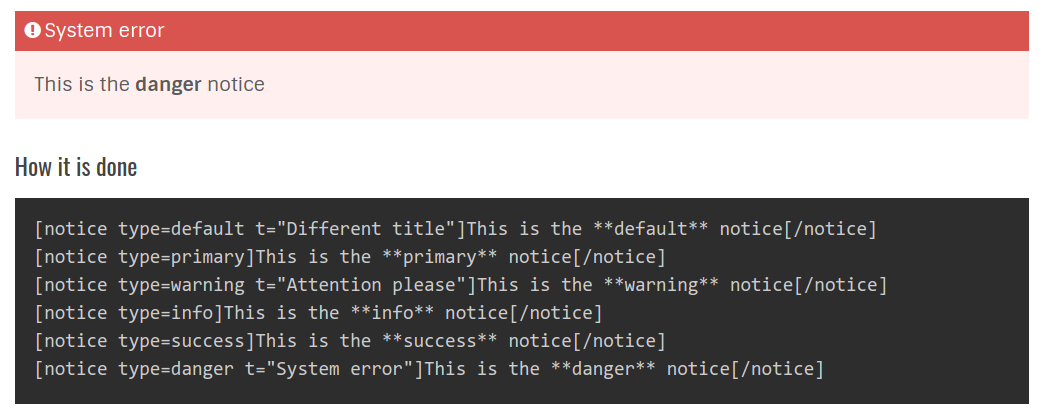 System error
This is the danger notice
How it is done
[notice type=default t="Different title"]This is the **default** notice[/notice]
[notice type=primary]This is the **primary** notice[/notice]
[notice type=warning t="Attention please"]This is the **warning** notice[/notice]
[notice type=info]This is the **info** notice[/notice]
[notice type=success]This is the **success** notice[/notice]
[notice type=danger t="System error"]This is the **danger** notice[/notice]